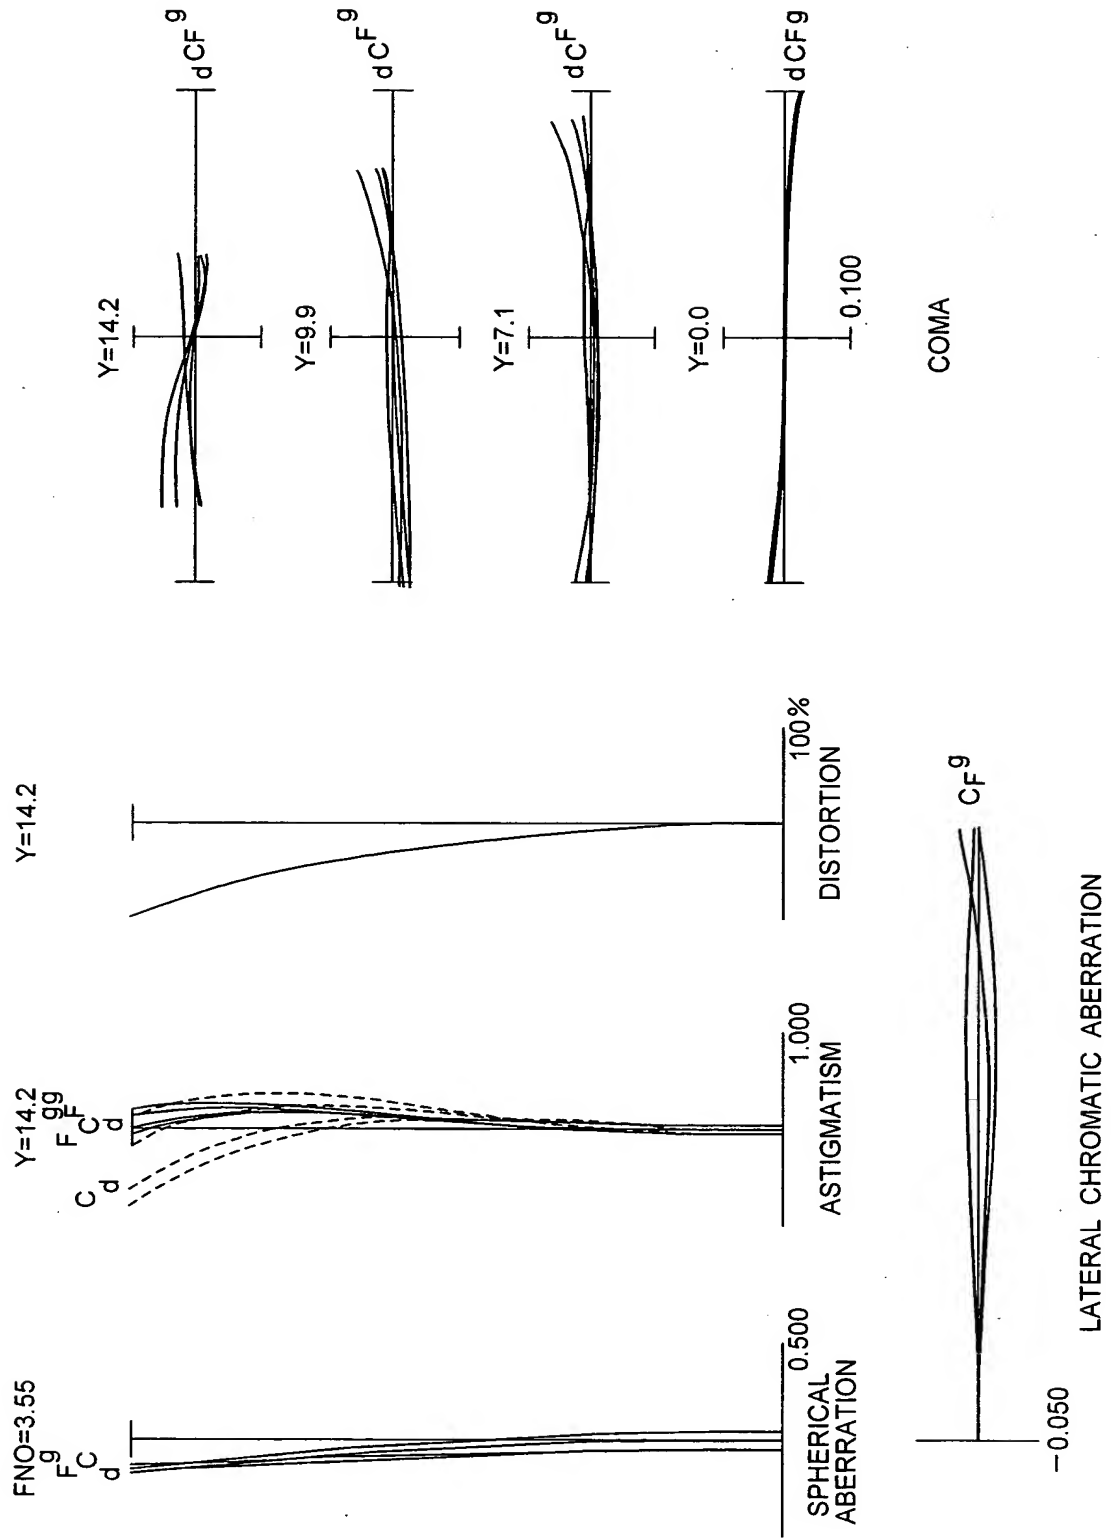 FNO=3.55
g
F C
d
0.500
SPHERICAL
ABERRATION
Y=14.2
F g g
C F
d
C
d
1.000
ASTIGMATISM
Y=14.2
100%
DISTORTION
Y=14.2
d C F g
Y=9.9
d C F g
Y=7.1
d C F g
Y=0.0
d C F g
0.100
COMA
C F g
−0.050
LATERAL CHROMATIC ABERRATION